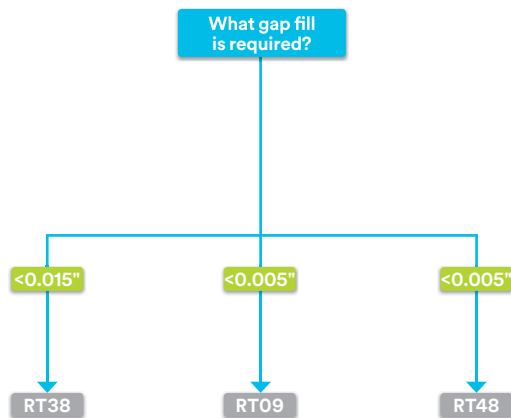 What gap fill
is required?
<0.015"
<0.005"
<0.005"
RT38
RT09
RT48